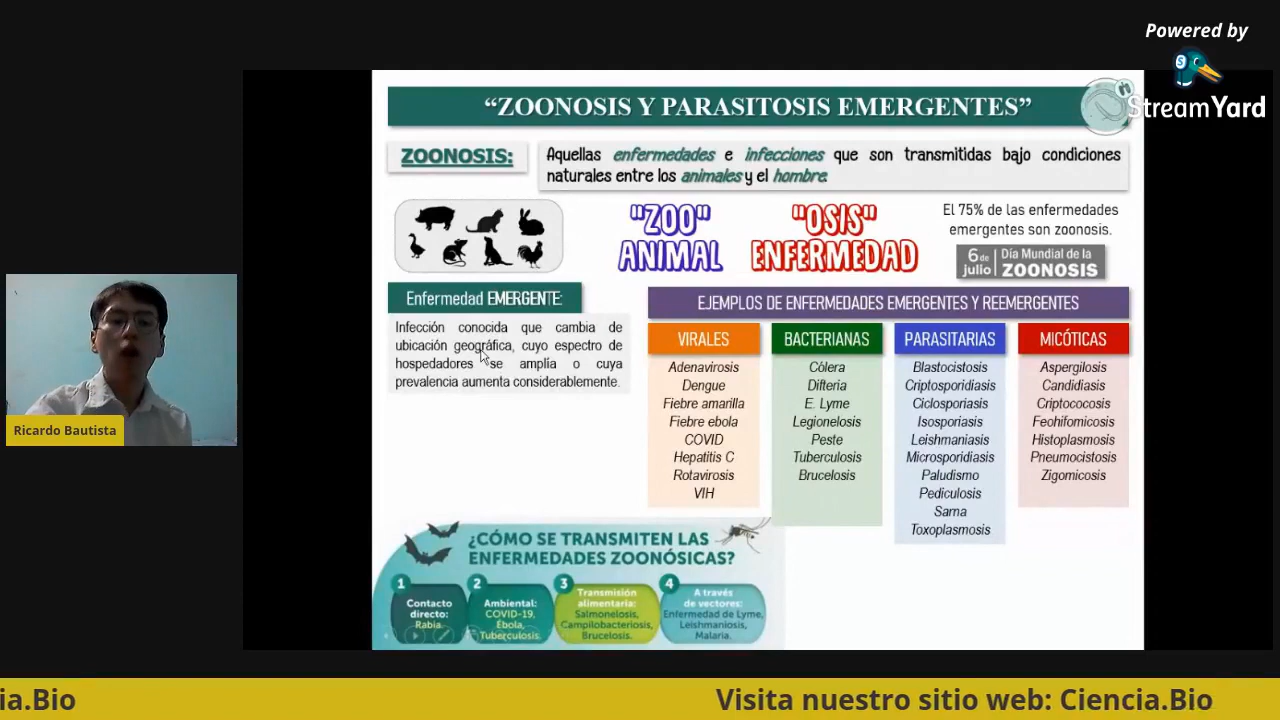 Powered by
StreamYard
“ZOONOSIS Y PARASITOSIS EMERGENTES”
ZOONOSIS:
Aquellas enfermedades e infecciones que son transmitidas bajo condiciones
naturales entre los animales y el hombre.
"ZOO"
ANIMAL
"OSIS"
ENFERMEDAD
El 75% de las enfermedades
emergentes son zoonosis.
6 de
julio
Día Mundial de la
ZOONOSIS
Enfermedad EMERGENTE:
Infección conocida que cambia de
ubicación geográfica, cuyo espectro de
hospedadores se amplía o cuya
prevalencia aumenta considerablemente.
EJEMPLOS DE ENFERMEDADES EMERGENTES Y REEMERGENTES
VIRALES
Adenavirosis
Dengue
Fiebre amarilla
Fiebre ebola
COVID
Hepatitis C
Rotavirosis
VIH
BACTERIANAS
Cólera
Difteria
E. Lyme
Legionelosis
Peste
Tuberculosis
Brucelosis
PARASITARIAS
Blastocistosis
Criptosporidiasis
Ciclosporiasis
Isosporiasis
Leishmaniasis
Microsporidiasis
Paludismo
Pediculosis
Sarna
Toxoplasmosis
MICÓTICAS
Aspergilosis
Candidiasis
Criptococosis
Feohifomicosis
Histoplasmosis
Pneumocistosis
Zigomicosis
¿CÓMO SE TRANSMITEN LAS
ENFERMEDADES ZOONÓSICAS?
1
Contacto
directo:
Rabia.
2
Ambiental:
COVID-19,
Ébola,
Tuberculosis.
3
Transmisión
alimentaria:
Salmonelosis,
Campilobacteriosis,
Brucelosis.
4
A través
de vectores:
Enfermedad de Lyme,
Leishmaniosis,
Malaria.
Ricardo Bautista
ia.Bio
Visita nuestro sitio web: Ciencia.Bio